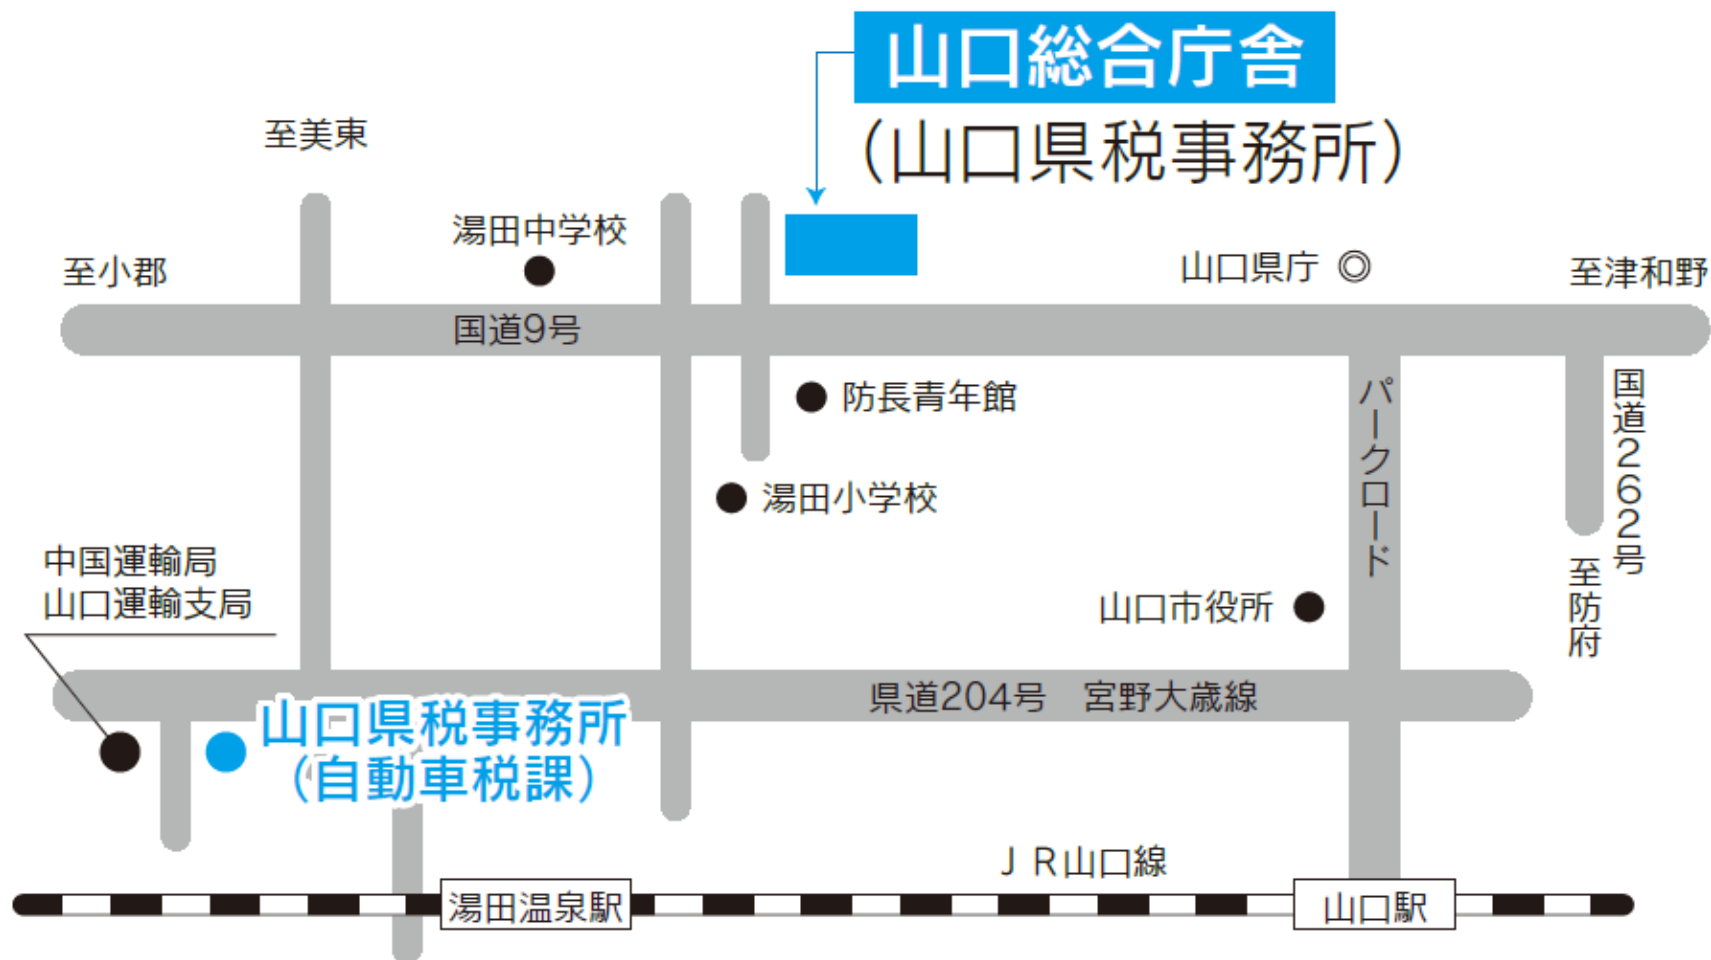 山口総合庁舎
（山口県税事務所）
至美東
湯田中学校
至小郡
山口県庁
至津和野
国道9号
防長青年館
パークロード
国道262号
湯田小学校
中国運輸局
山口運輸支局
至防府
山口市役所
県道204号　宮野大歳線
山口県税事務所
（自動車税課）
ＪＲ山口線
湯田温泉駅
山口駅